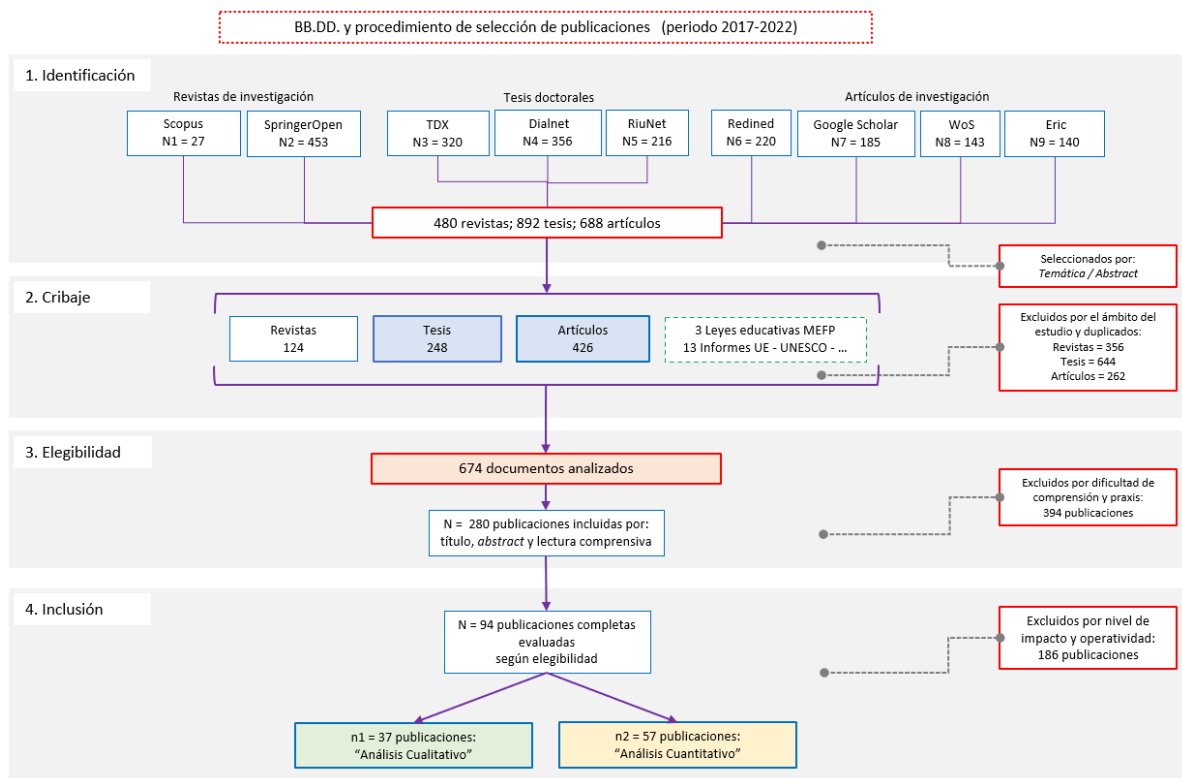 BB.DD. y procedimiento de selección de publicaciones (periodo 2017-2022)
1. Identificación
Revistas de investigación
Tesis doctorales
Artículos de investigación
Scopus
N1 = 27
SpringerOpen
N2 = 453
TDX
N3 = 320
Dialnet
N4 = 356
RiuNet
N5 = 216
Redined
N6 = 220
Google Scholar
N7 = 185
WoS
N8 = 143
Eric
N9 = 140
480 revistas; 892 tesis; 688 artículos
Seleccionados por:
Temática / Abstract
2. Cribaje
Revistas
124
Tesis
248
Artículos
426
3 Leyes educativas MEFP
13 Informes UE - UNESCO - ...
Excluidos por el ámbito del
estudio y duplicados:
Revistas = 356
Tesis = 644
Artículos = 262
3. Elegibilidad
674 documentos analizados
N = 280 publicaciones incluidas por:
título, abstract y lectura comprensiva
Excluidos por dificultad de
comprensión y praxis:
394 publicaciones
4. Inclusión
N = 94 publicaciones completas
evaluadas
según elegibilidad
Excluidos por nivel de
impacto y operatividad:
186 publicaciones
n1 = 37 publicaciones:
“Análisis Cualitativo”
n2 = 57 publicaciones:
“Análisis Cuantitativo”